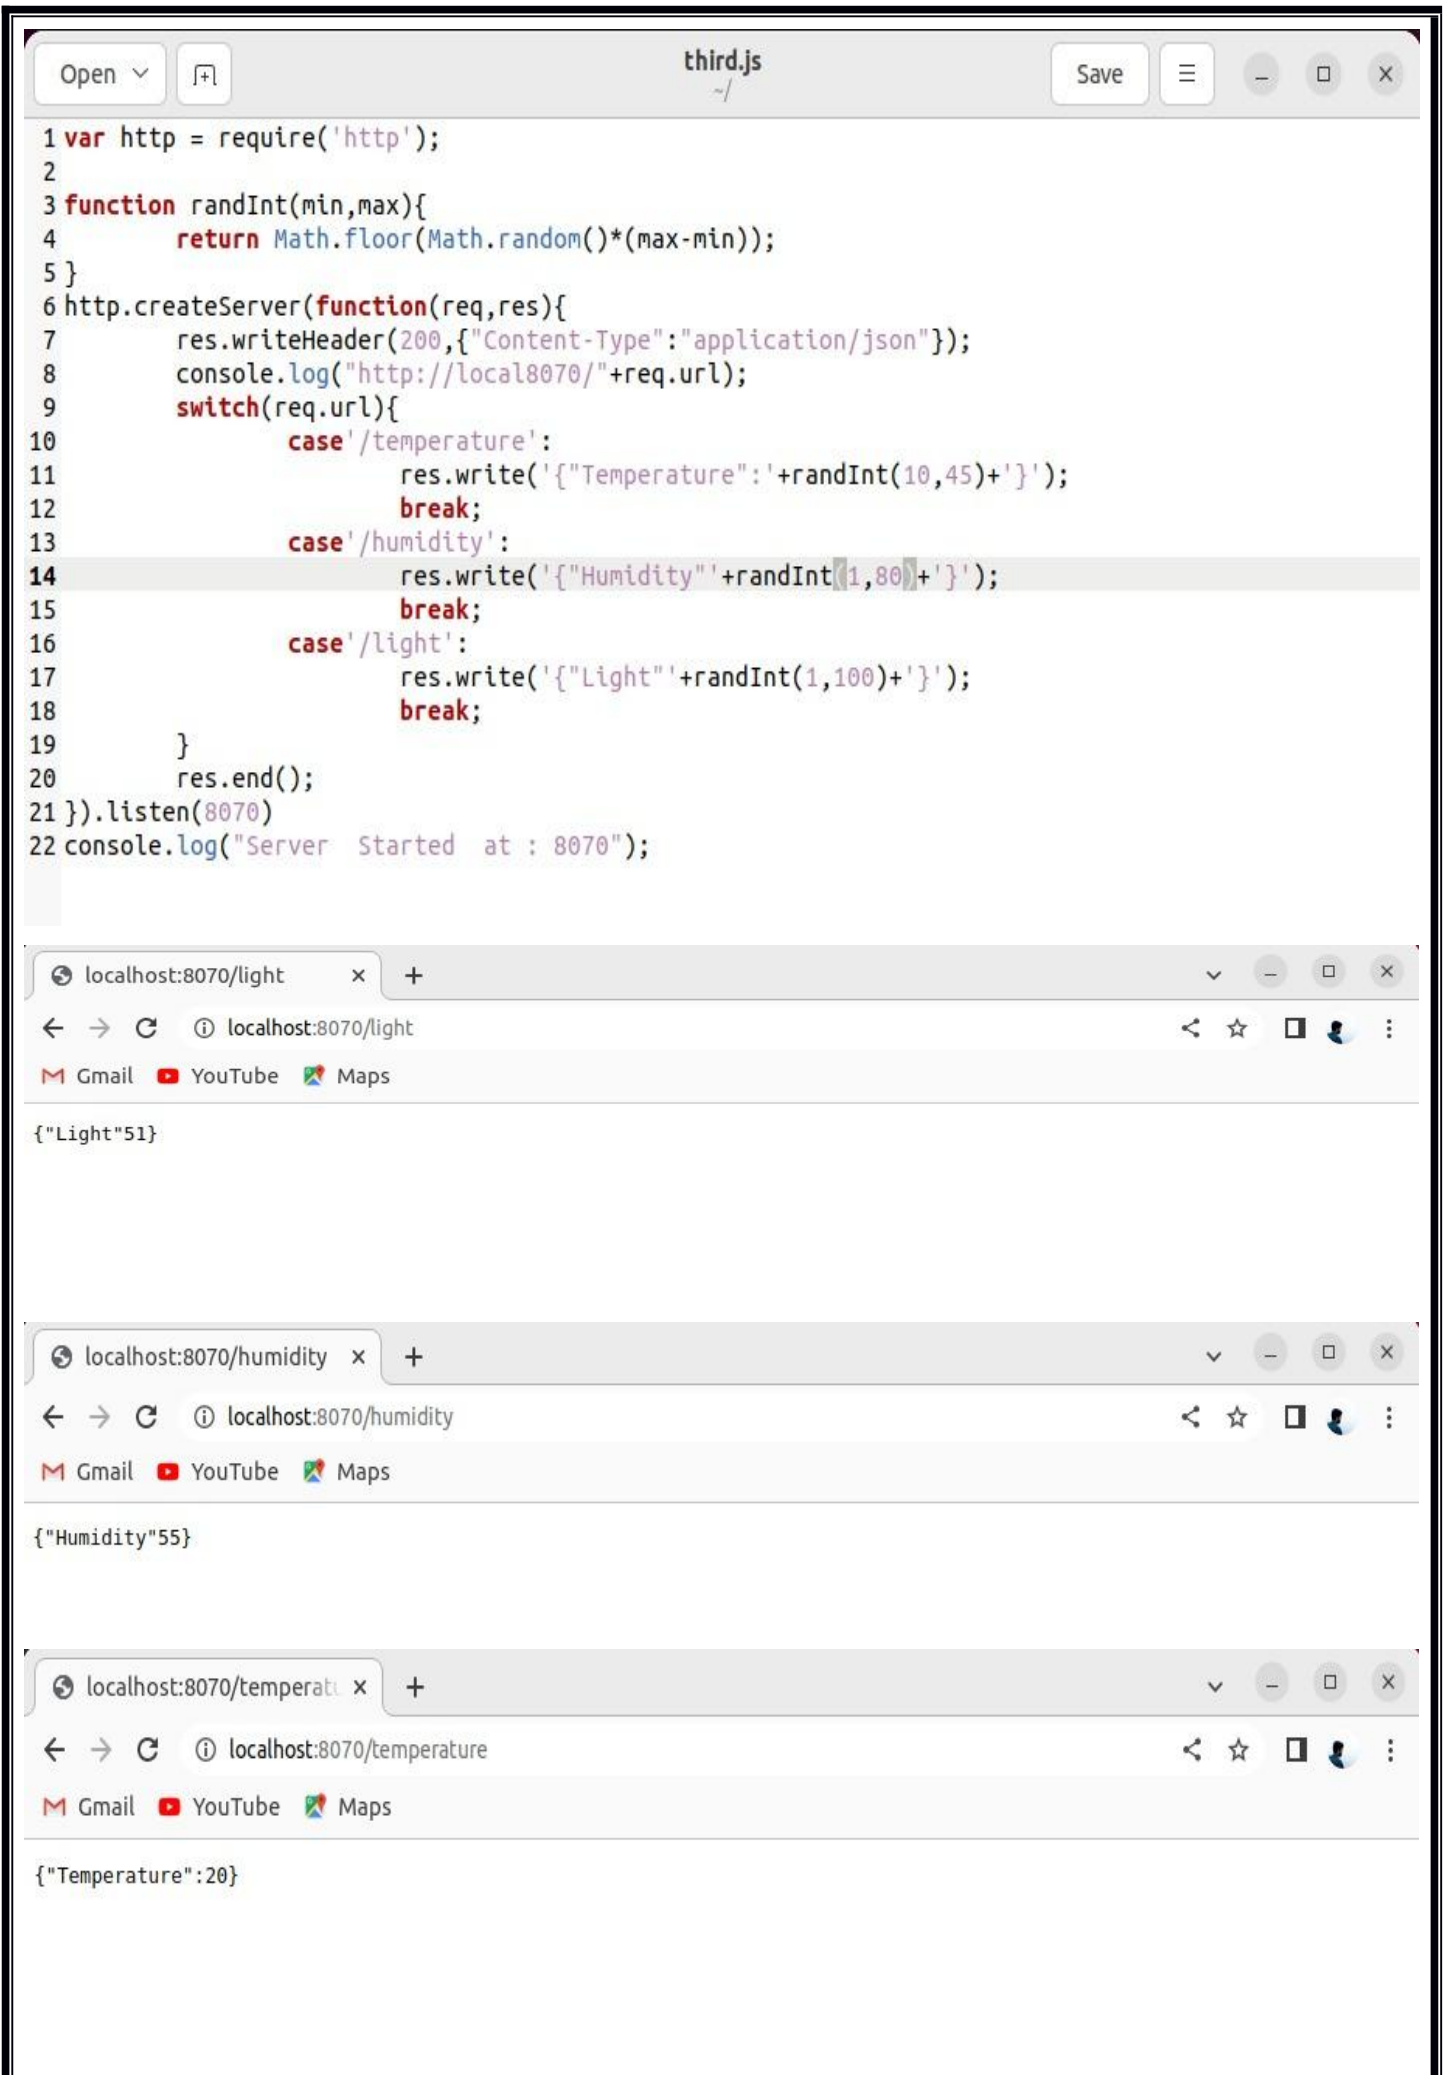 Open
third.js
~/
Save
1 var http = require('http');
2
3 function randInt(min,max){
4 return Math.floor(Math.random()*(max-min));
5 }
6 http.createServer(function(req,res){
7 res.writeHeader(200,{"Content-Type":"application/json"});
8 console.log("http://local8070/"+req.url);
9 switch(req.url){
10 case'/temperature':
11 res.write('{"Temperature":'+randInt(10,45)+'}');
12 break;
13 case'/humidity':
14 res.write('{"Humidity"'+randInt(1,80)+'}');
15 break;
16 case'/light':
17 res.write('{"Light"'+randInt(1,100)+'}');
18 break;
19 }
20 res.end();
21 }).listen(8070)
22 console.log("Server  Started  at : 8070");
localhost:8070/light
localhost:8070/light
Gmail YouTube Maps
{"Light"51}
localhost:8070/humidity
localhost:8070/humidity
Gmail YouTube Maps
{"Humidity"55}
localhost:8070/temperatu
localhost:8070/temperature
Gmail YouTube Maps
{"Temperature":20}